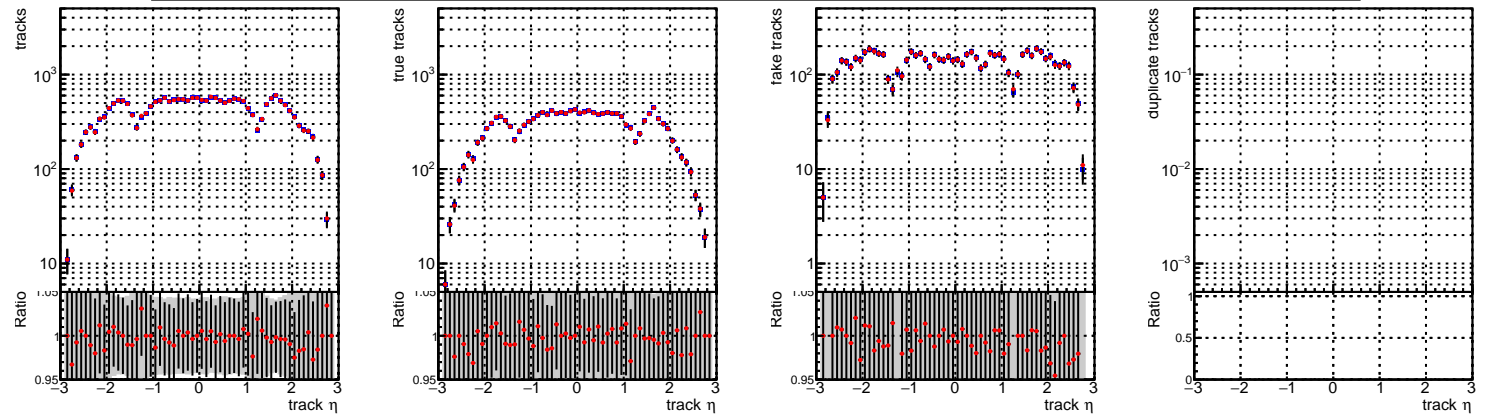 tracks
10³
10²
10
Ratio
1.05
1
0.95
−3 −2 −1 0 1 2 3
track η
true tracks
10³
10²
10
Ratio
1.05
1
0.95
−3 −2 −1 0 1 2 3
track η
fake tracks
10²
10
1
Ratio
1.05
1
0.95
−3 −2 −1 0 1 2 3
track η
duplicate tracks
10⁻¹
10⁻²
10⁻³
Ratio
1
0.5
0
−3 −2 −1 0 1 2 3
track η